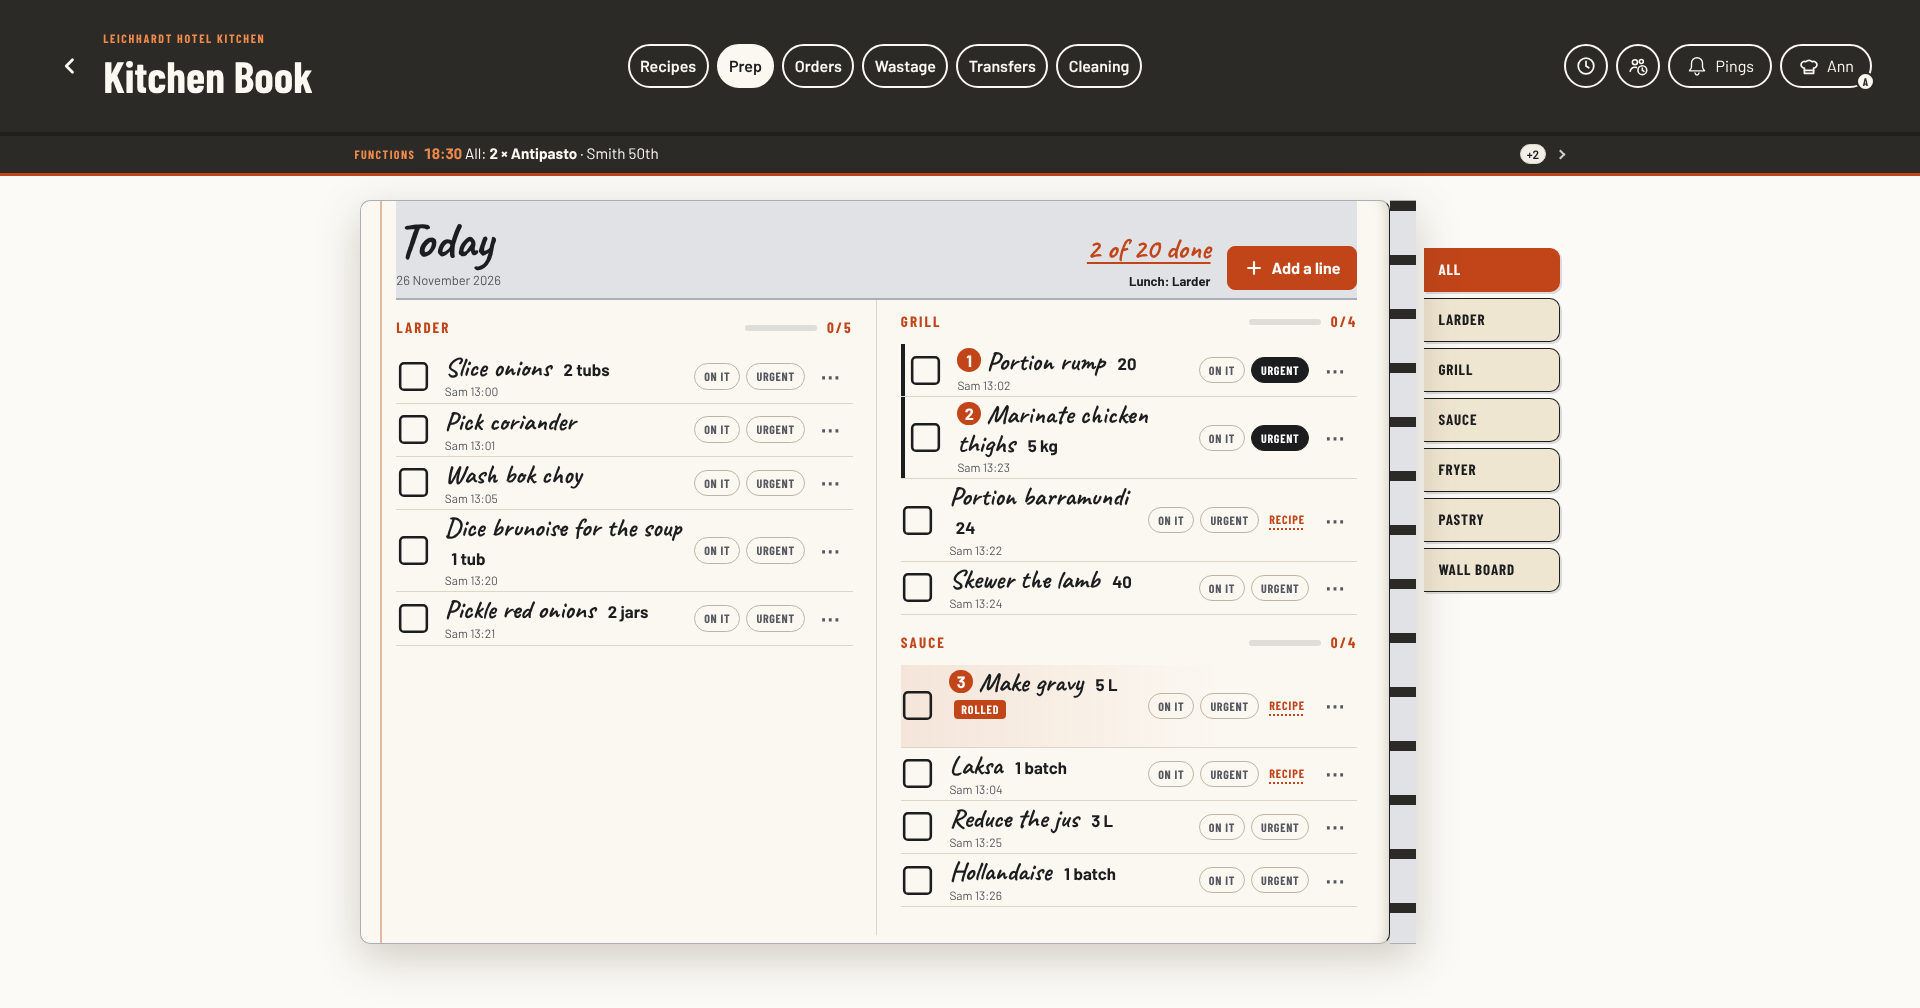 LEICHHARDT HOTEL KITCHEN
Kitchen Book
Recipes
Prep
Orders
Wastage
Transfers
Cleaning
Pings
Ann
A
FUNCTIONS 18:30 All: 2 × Antipasto · Smith 50th
+2
Today
26 November 2026
2 of 20 done
Lunch: Larder
+ Add a line
LARDER 0/5
Slice onions 2 tubs
Sam 13:00
ON IT URGENT ...
Pick coriander
Sam 13:01
ON IT URGENT ...
Wash bok choy
Sam 13:05
ON IT URGENT ...
Dice brunoise for the soup
1 tub
Sam 13:20
ON IT URGENT ...
Pickle red onions 2 jars
Sam 13:21
ON IT URGENT ...
GRILL 0/4
1 Portion rump 20
Sam 13:02
ON IT URGENT ...
2 Marinate chicken
thighs 5 kg
Sam 13:23
ON IT URGENT ...
Portion barramundi
24
Sam 13:22
ON IT URGENT RECIPE ...
Skewer the lamb 40
Sam 13:24
ON IT URGENT ...
SAUCE 0/4
3 Make gravy 5 L
ROLLED
ON IT URGENT RECIPE ...
Laksa 1 batch
Sam 13:04
ON IT URGENT RECIPE ...
Reduce the jus 3 L
Sam 13:25
ON IT URGENT ...
Hollandaise 1 batch
Sam 13:26
ON IT URGENT ...
ALL
LARDER
GRILL
SAUCE
FRYER
PASTRY
WALL BOARD